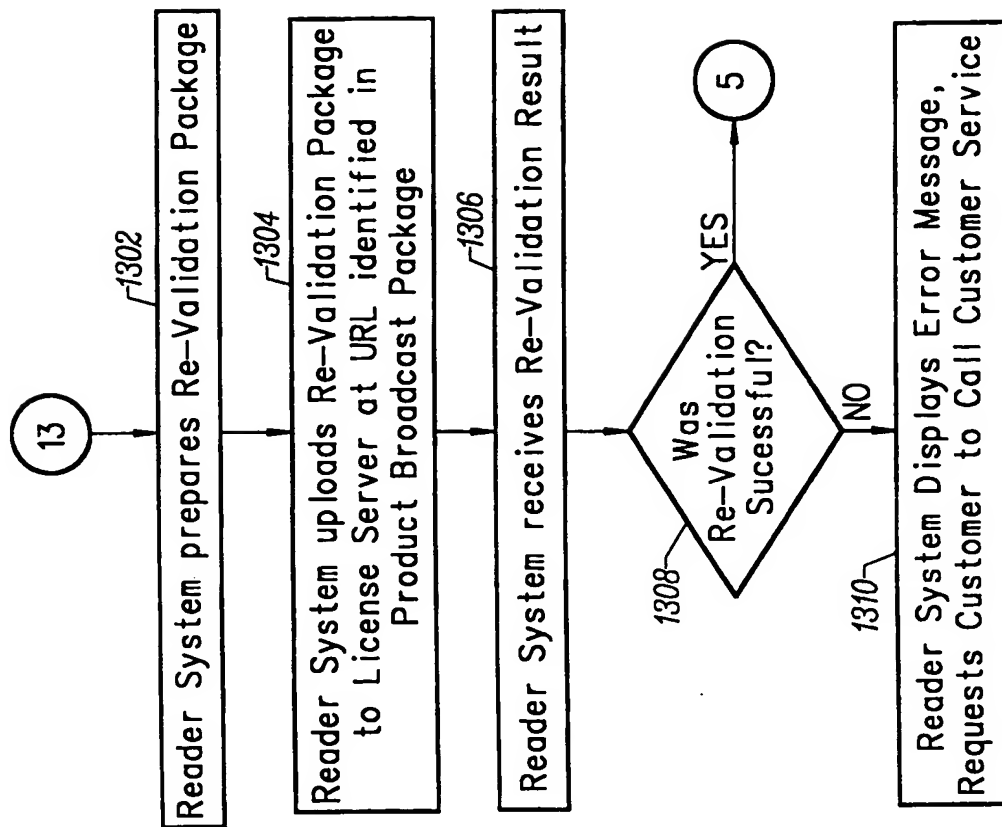 13
1302
Reader System prepares Re-Validation Package
1304
Reader System uploads Re-Validation Package
to License Server at URL identified in
Product Broadcast Package
1306
Reader System receives Re-Validation Result
1308
Was
Re-Validation
Sucessful?
YES
5
NO
1310
Reader System Displays Error Message,
Requests Customer to Call Customer Service